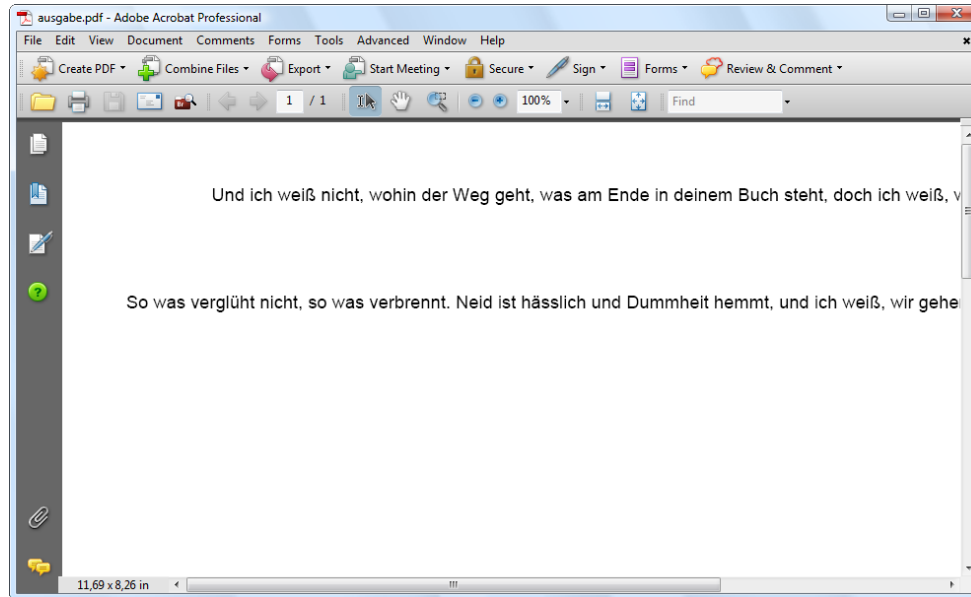 ausgabe.pdf - Adobe Acrobat Professional
File Edit View Document Comments Forms Tools Advanced Window Help
Create PDF Combine Files Export Start Meeting Secure Sign Forms Review & Comment
1 / 1 100% Find
Und ich weiß nicht, wohin der Weg geht, was am Ende in deinem Buch steht, doch ich weiß,
So was verglüht nicht, so was verbrennt. Neid ist hässlich und Dummheit hemmt, und ich weiß, wir
11,69 x 8,26 in